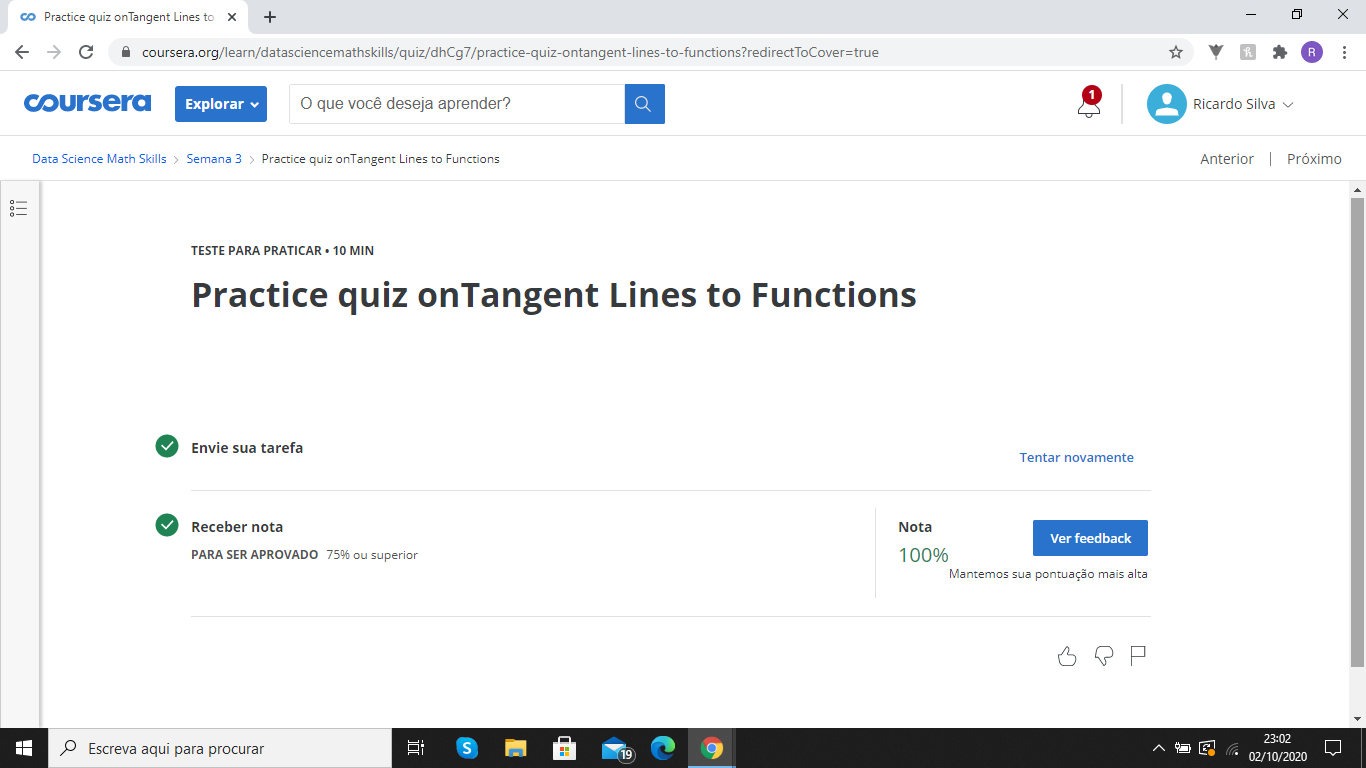 Practice quiz onTangent Lines to
coursera.org/learn/datasciencemathskills/quiz/dhCg7/practice-quiz-ontangent-lines-to-functions?redirectToCover=true
R
coursera
Explorar
O que você deseja aprender?
1
Ricardo Silva
Data Science Math Skills > Semana 3 > Practice quiz onTangent Lines to Functions
Anterior | Próximo
TESTE PARA PRATICAR • 10 MIN
Practice quiz onTangent Lines to Functions
Envie sua tarefa
Tentar novamente
Receber nota
PARA SER APROVADO 75% ou superior
Nota
100%
Ver feedback
Mantemos sua pontuação mais alta
Escreva aqui para procurar
19
23:02
02/10/2020